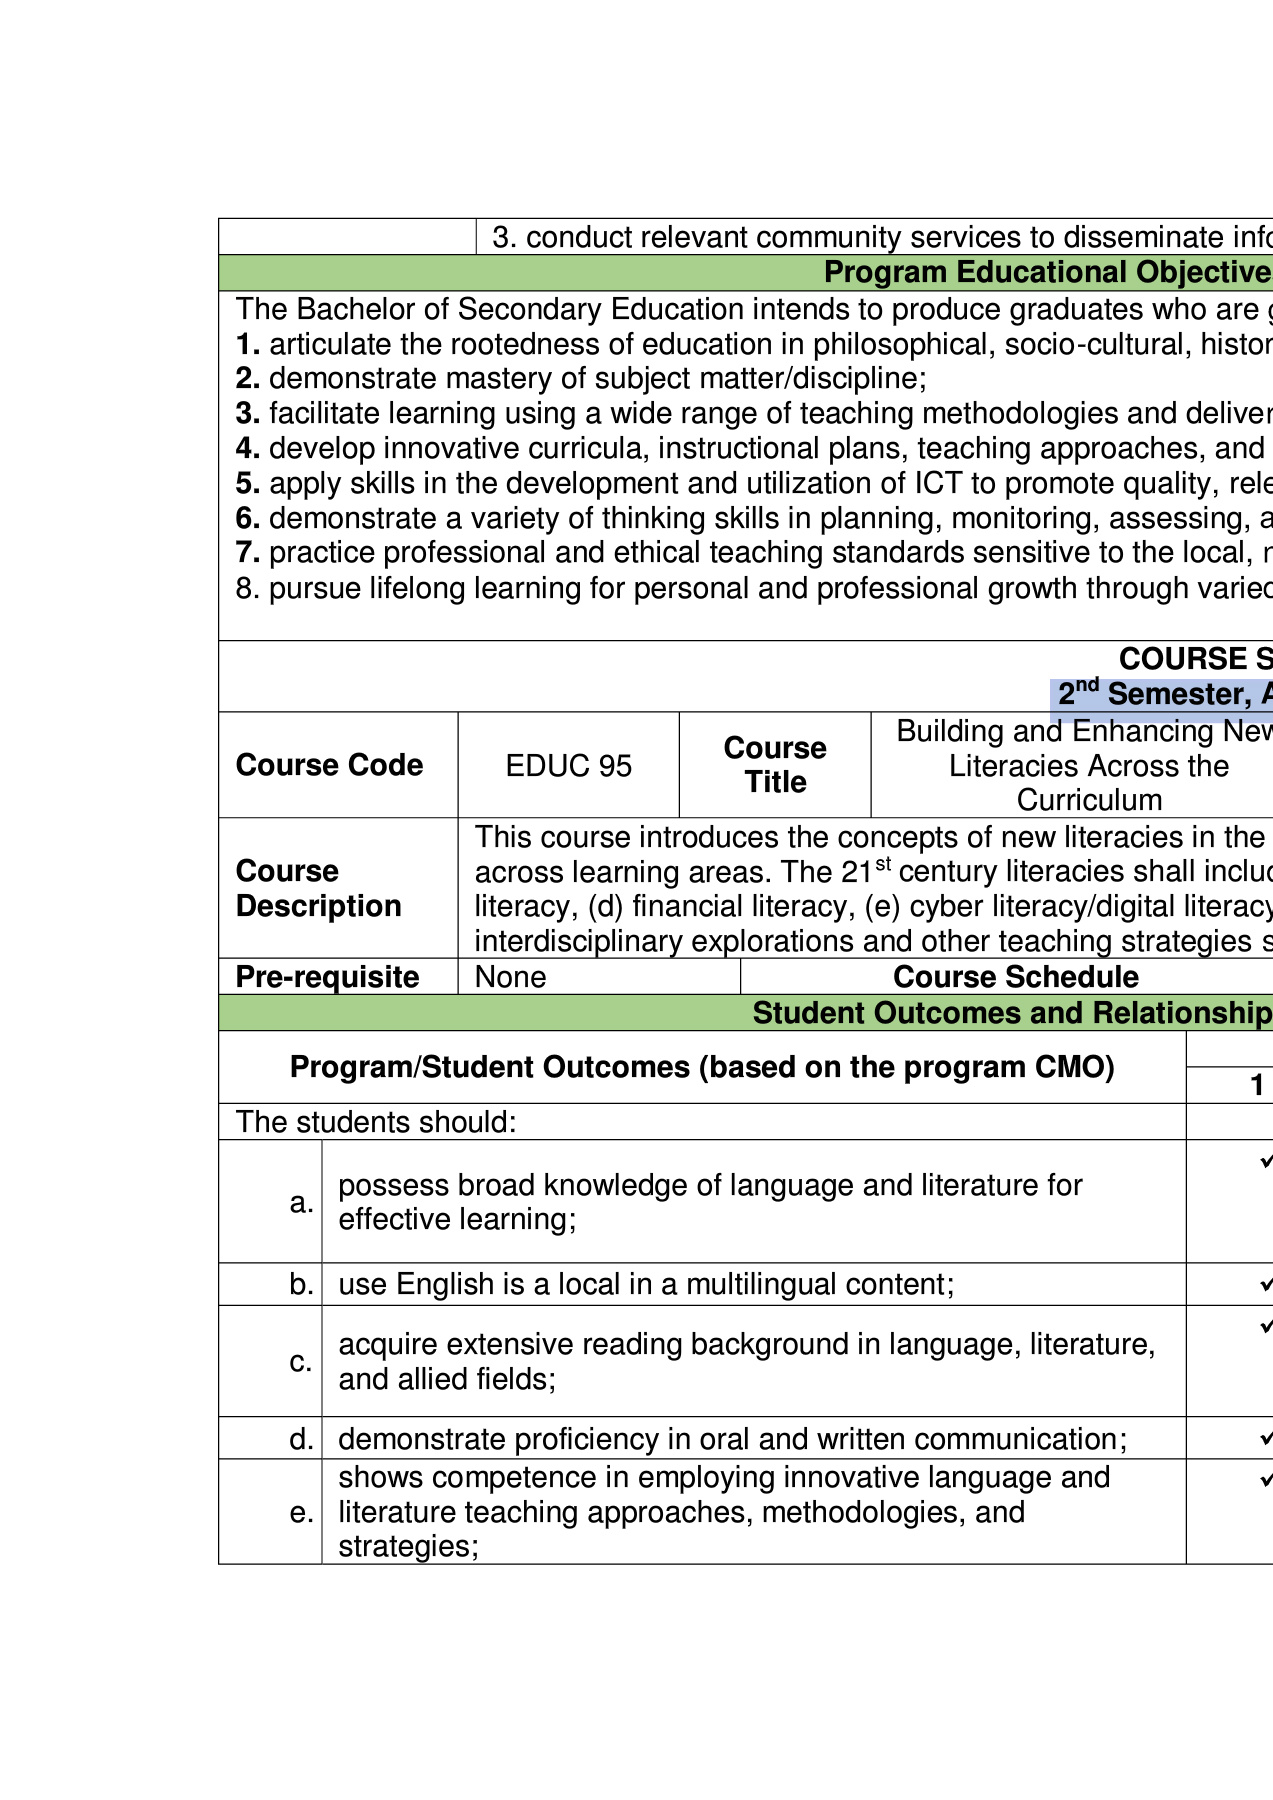 3. conduct relevant community services to disseminate
Program Educational
The Bachelor of Secondary Education intends to produce graduates who are
1. articulate the rootedness of education in philosophical, socio-cultural,
2. demonstrate mastery of subject matter/discipline;
3. facilitate learning using a wide range of teaching methodologies and
4. develop innovative curricula, instructional plans, teaching approaches, and
5. apply skills in the development and utilization of ICT to promote quality,
6. demonstrate a variety of thinking skills in planning, monitoring, assessing,
7. practice professional and ethical teaching standards sensitive to the local,
8. pursue lifelong learning for personal and professional growth through
COURSE
2nd Semester,
Course Code
EDUC 95
Course
Title
Building and Enhancing New
Literacies Across the
Curriculum
Course
Description
This course introduces the concepts of new literacies in the
across learning areas. The 21st century literacies shall
literacy, (d) financial literacy, (e) cyber literacy/digital literacy
interdisciplinary explorations and other teaching strategies
Pre-requisite
None
Course Schedule
Student Outcomes and Relationship
Program/Student Outcomes (based on the program CMO)
1
The students should:
a.
possess broad knowledge of language and literature for
effective learning;
b.
use English is a local in a multilingual content;
c.
acquire extensive reading background in language, literature,
and allied fields;
d.
demonstrate proficiency in oral and written communication;
e.
shows competence in employing innovative language and
literature teaching approaches, methodologies, and
strategies;